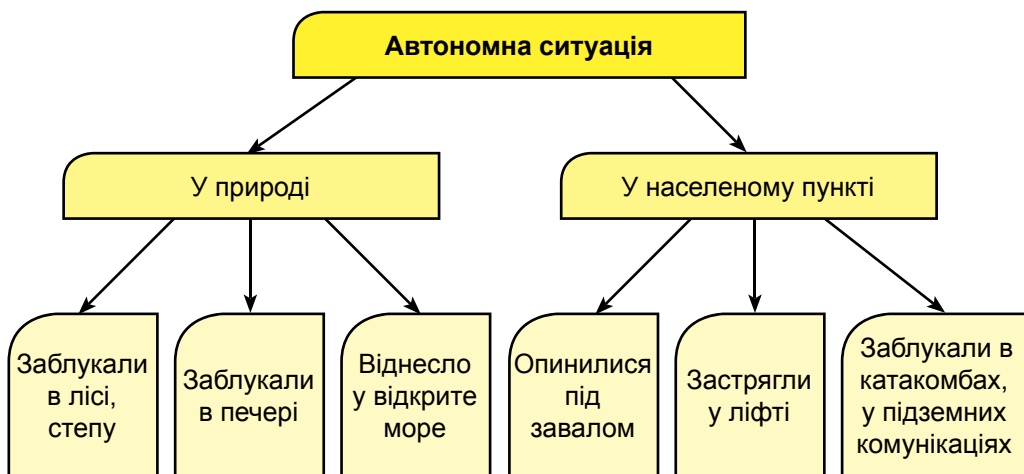 Автономна ситуація
У природі
У населеному пункті
Заблукали
в лісі,
степу
Заблукали
в печері
Віднесло
у відкрите
море
Опинилися
під
завалом
Застрягли
у ліфті
Заблукали в
катакомбах,
у підземних
комунікаціях